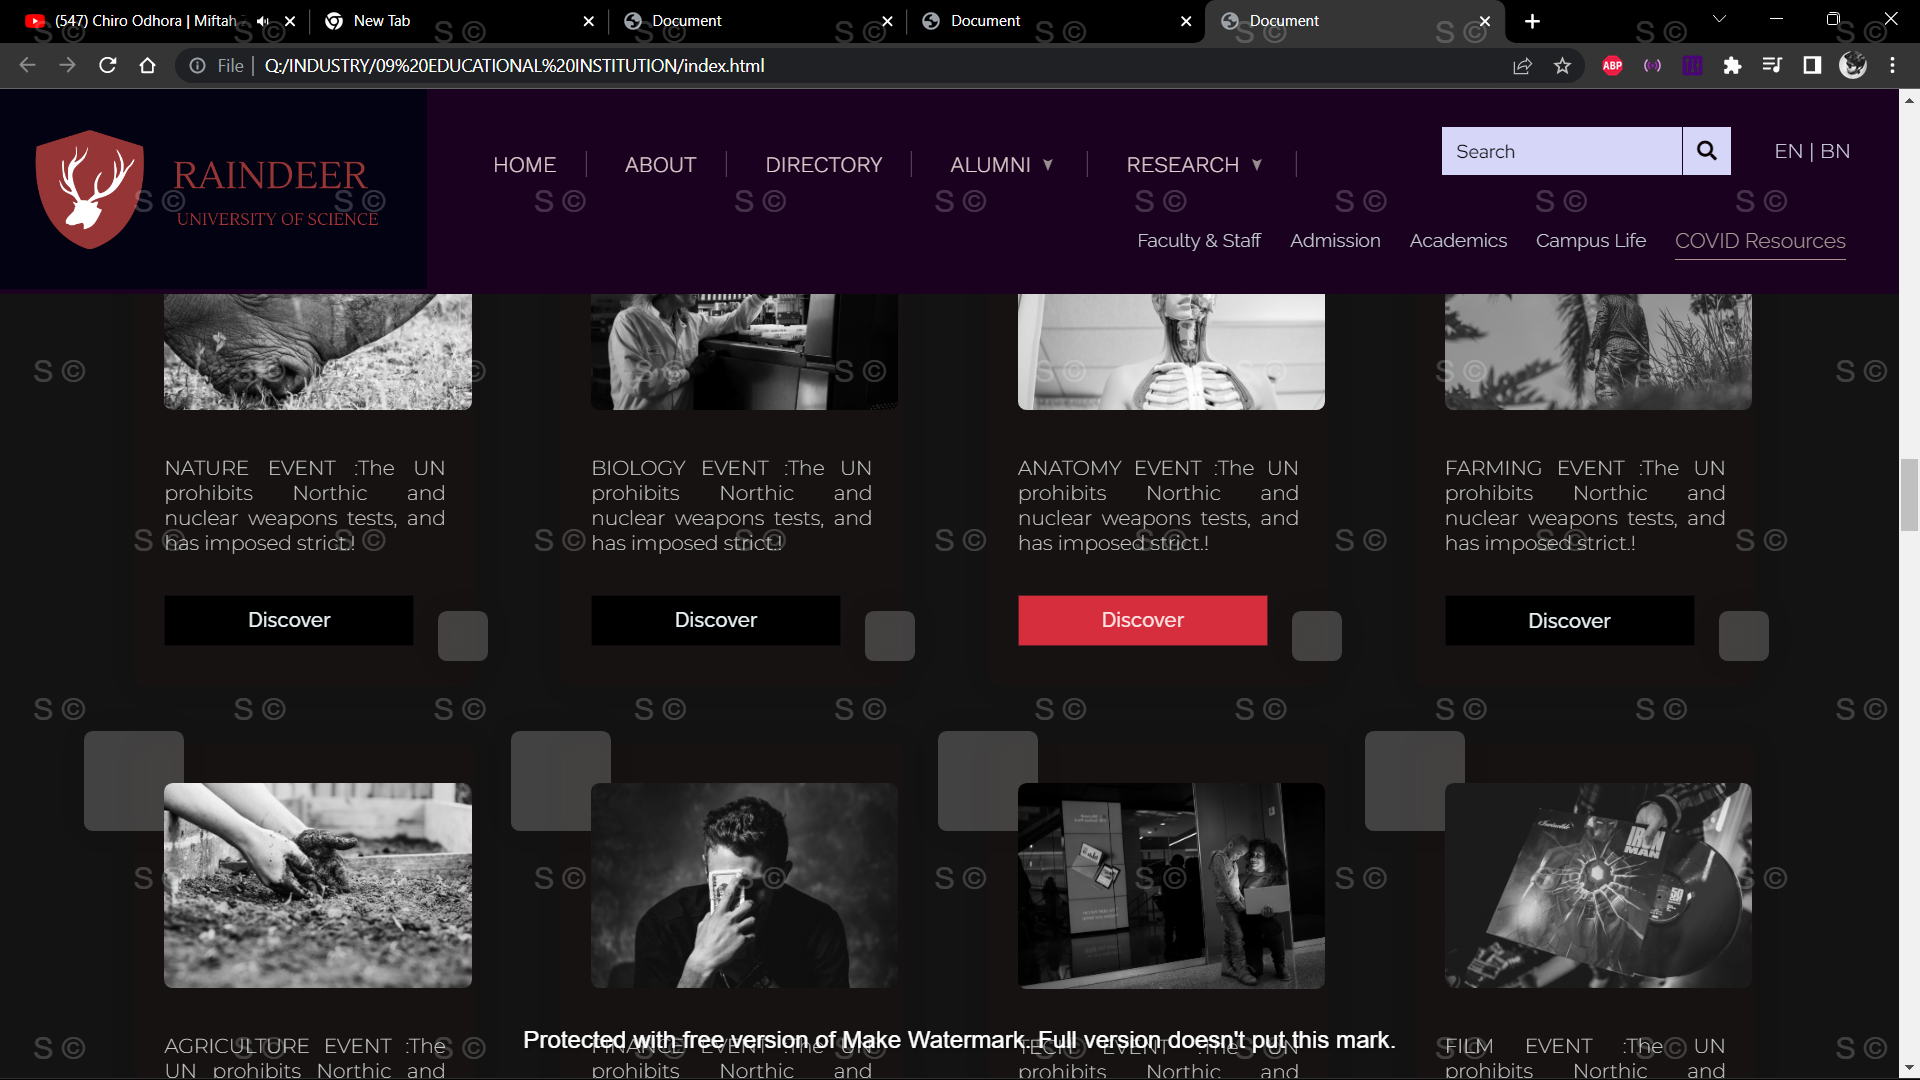 (547) Chiro Odhora | Miftah
New Tab
Document
Document
Document
File
Q:/INDUSTRY/09%20EDUCATIONAL%20INSTITUTION/index.html
ABP
RAINDEER
UNIVERSITY OF SCIENCE
HOME
ABOUT
DIRECTORY
ALUMNI
RESEARCH
Search
EN | BN
Faculty & Staff
Admission
Academics
Campus Life
COVID Resources
NATURE EVENT :The UN
prohibits Northic and
nuclear weapons tests, and
has imposed strict.!
Discover
BIOLOGY EVENT :The UN
prohibits Northic and
nuclear weapons tests, and
has imposed strict.!
Discover
ANATOMY EVENT :The UN
prohibits Northic and
nuclear weapons tests, and
has imposed strict.!
Discover
FARMING EVENT :The UN
prohibits Northic and
nuclear weapons tests, and
has imposed strict.!
Discover
IRON
MAN
AGRICULTURE EVENT :The
UN prohibits Northic and
FINANCE EVENT :The UN
prohibits Northic and
TECH EVENT :The UN
prohibits Northic and
FILM EVENT :The UN
prohibits Northic and
Protected with free version of Make Watermark. Full version doesn't put this mark.
S ©